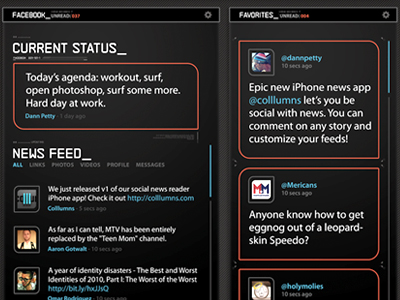 FACEBOOK_
UNREAD: 037
CURRENT STATUS_
Today's agenda: workout, surf,
open photoshop, surf some more.
Hard day at work.
Dann Petty · 1 day ago
NEWS FEED_
ALL LINKS PHOTOS VIDEOS PROFILE MESSAGES
We just released v1 of our social news reader
iPhone app! Check it out http://colllumns.com
Colllumns · 5 secs ago
As far as I can tell, MTV has been entirely
replaced by the "Teen Mom" channel.
Aaron Gotwalt · 10 secs ago
A year of identity disasters - The Best and Worst
Identities of 2010. Part I: The Worst of the Worst
http://bit.ly/hxJJsQ
Omar Rodriguez · 10 secs ago
FAVORITES_
UNREAD: 004
@dannpetty
10 secs ago
Epic new iPhone news app
@colllumns let's you be
social with news. You can
comment on any story and
customize your feeds!
@Mericans
10 secs ago
Anyone know how to get
eggnog out of a leopard-
skin Speedo?
@holymolies
10 secs ago